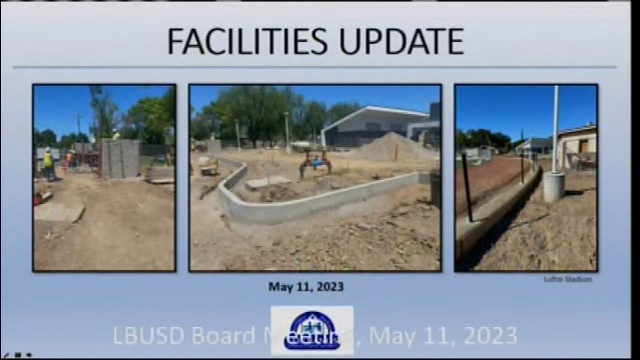 FACILITIES UPDATE
Loftin Stadium
May 11, 2023
LBUSD Board Meeting, May 11, 2023